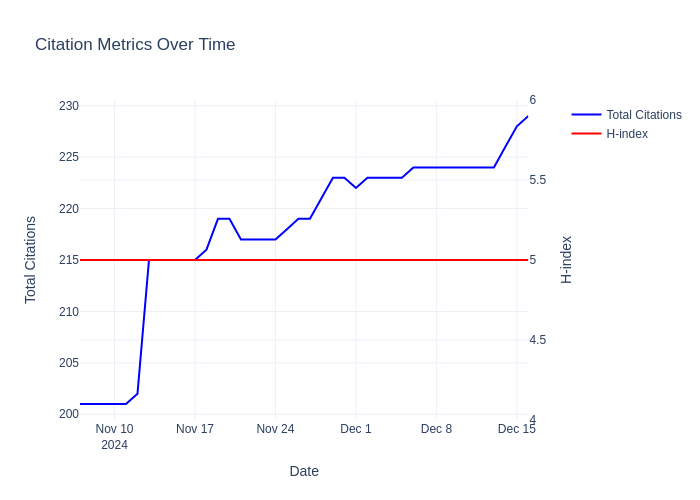 Citation Metrics Over Time
Total Citations
H-index
230
225
220
215
210
205
200
6
5.5
5
4.5
4
Total Citations
H-index
Nov 10
2024
Nov 17
Nov 24
Dec 1
Dec 8
Dec 15
Date